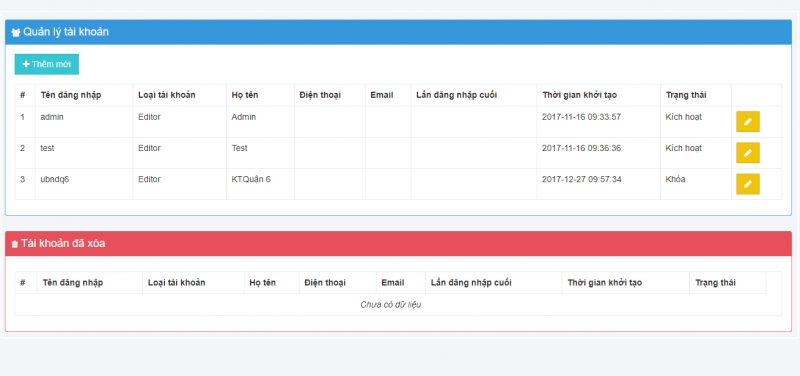 Quản lý tài khoản
Thêm mới
# Tên đăng nhập Loại tài khoản Họ tên Điện thoại Email Lần đăng nhập cuối Thời gian khởi tạo Trạng thái
1 admin Editor Admin 2017-11-16 09:33:57 Kích hoạt
2 test Editor Test 2017-11-16 09:36:36 Kích hoạt
3 ubndq6 Editor KTQuận 6 2017-12-27 09:57:34 Khóa
Tài khoản đã xóa
# Tên đăng nhập Loại tài khoản Họ tên Điện thoại Email Lần đăng nhập cuối Thời gian khởi tạo Trạng thái
Chưa có dữ liệu